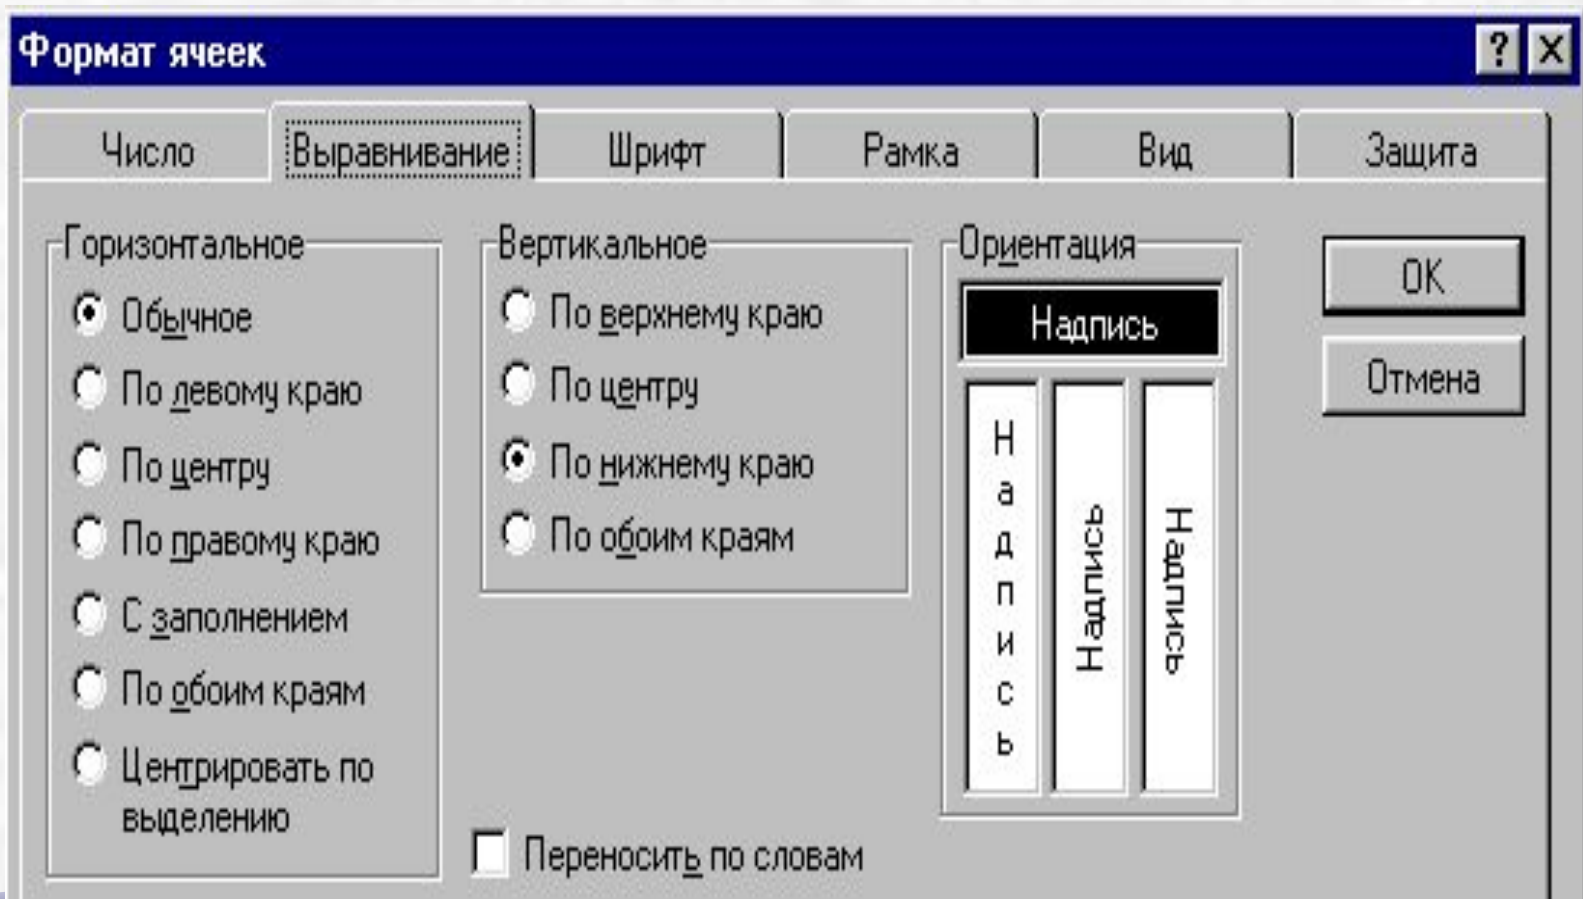 Формат ячеек
Число
Выравнивание
Шрифт
Рамка
Вид
Защита
Горизонтальное
Обычное
По левому краю
По центру
По правому краю
С заполнением
По обоим краям
Центрировать по
выделению
Вертикальное
По верхнему краю
По центру
По нижнему краю
По обоим краям
Переносить по словам
Ориентация
Надпись
Надпись
Надпись
Надпись
ОК
Отмена